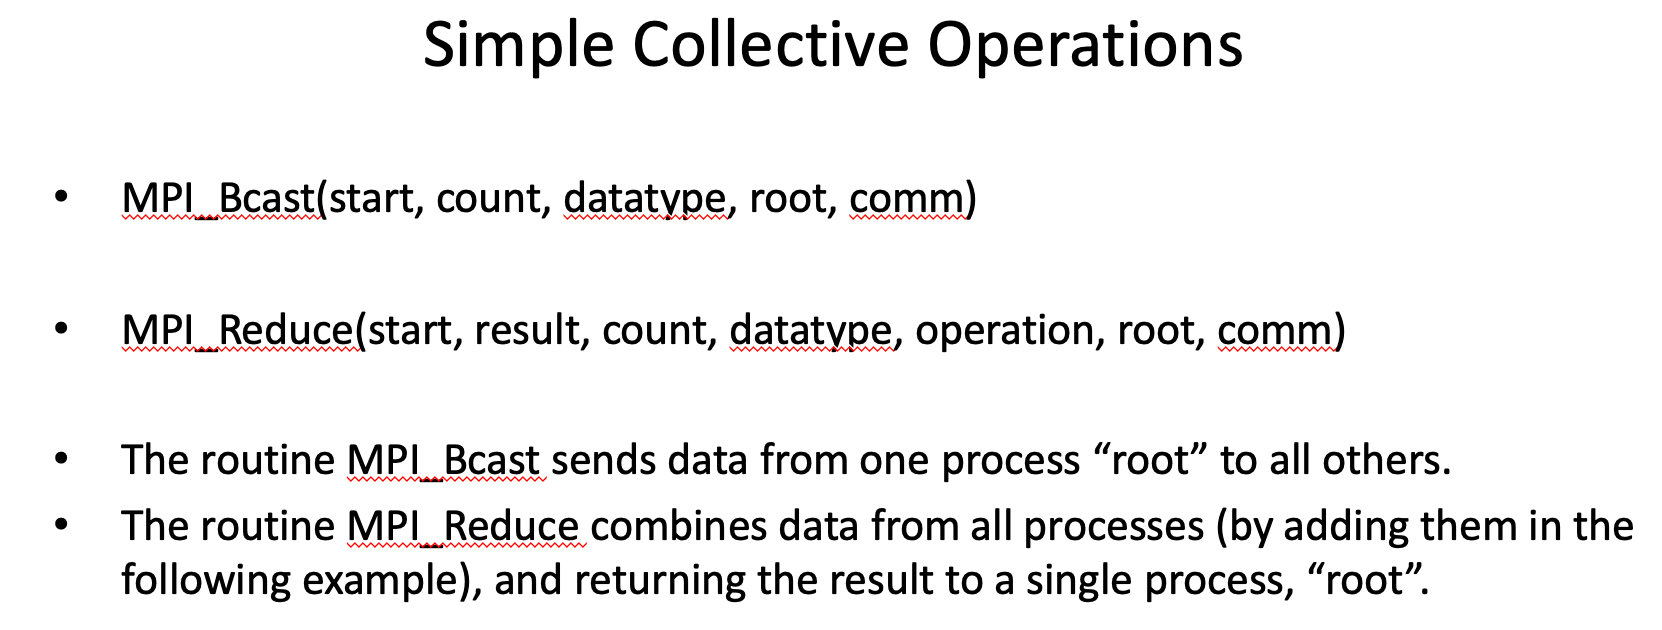 Simple Collective Operations
• MPI_Bcast(start, count, datatype, root, comm)
• MPI_Reduce(start, result, count, datatype, operation, root, comm)
• The routine MPI_Bcast sends data from one process “root” to all others.
• The routine MPI_Reduce combines data from all processes (by adding them in the
following example), and returning the result to a single process, “root”.